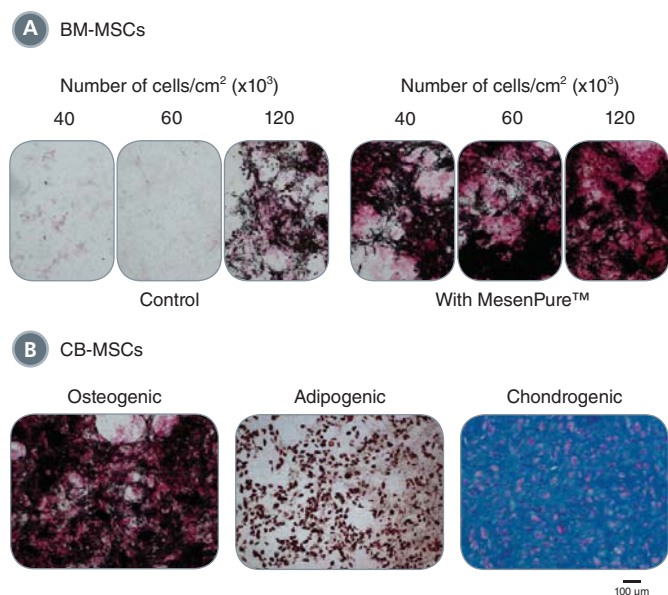 A BM-MSCs
Number of cells/cm² (x10³) Number of cells/cm² (x10³)
40 60 120 40 60 120
Control With MesenPure™
B CB-MSCs
Osteogenic Adipogenic Chondrogenic
100 µm